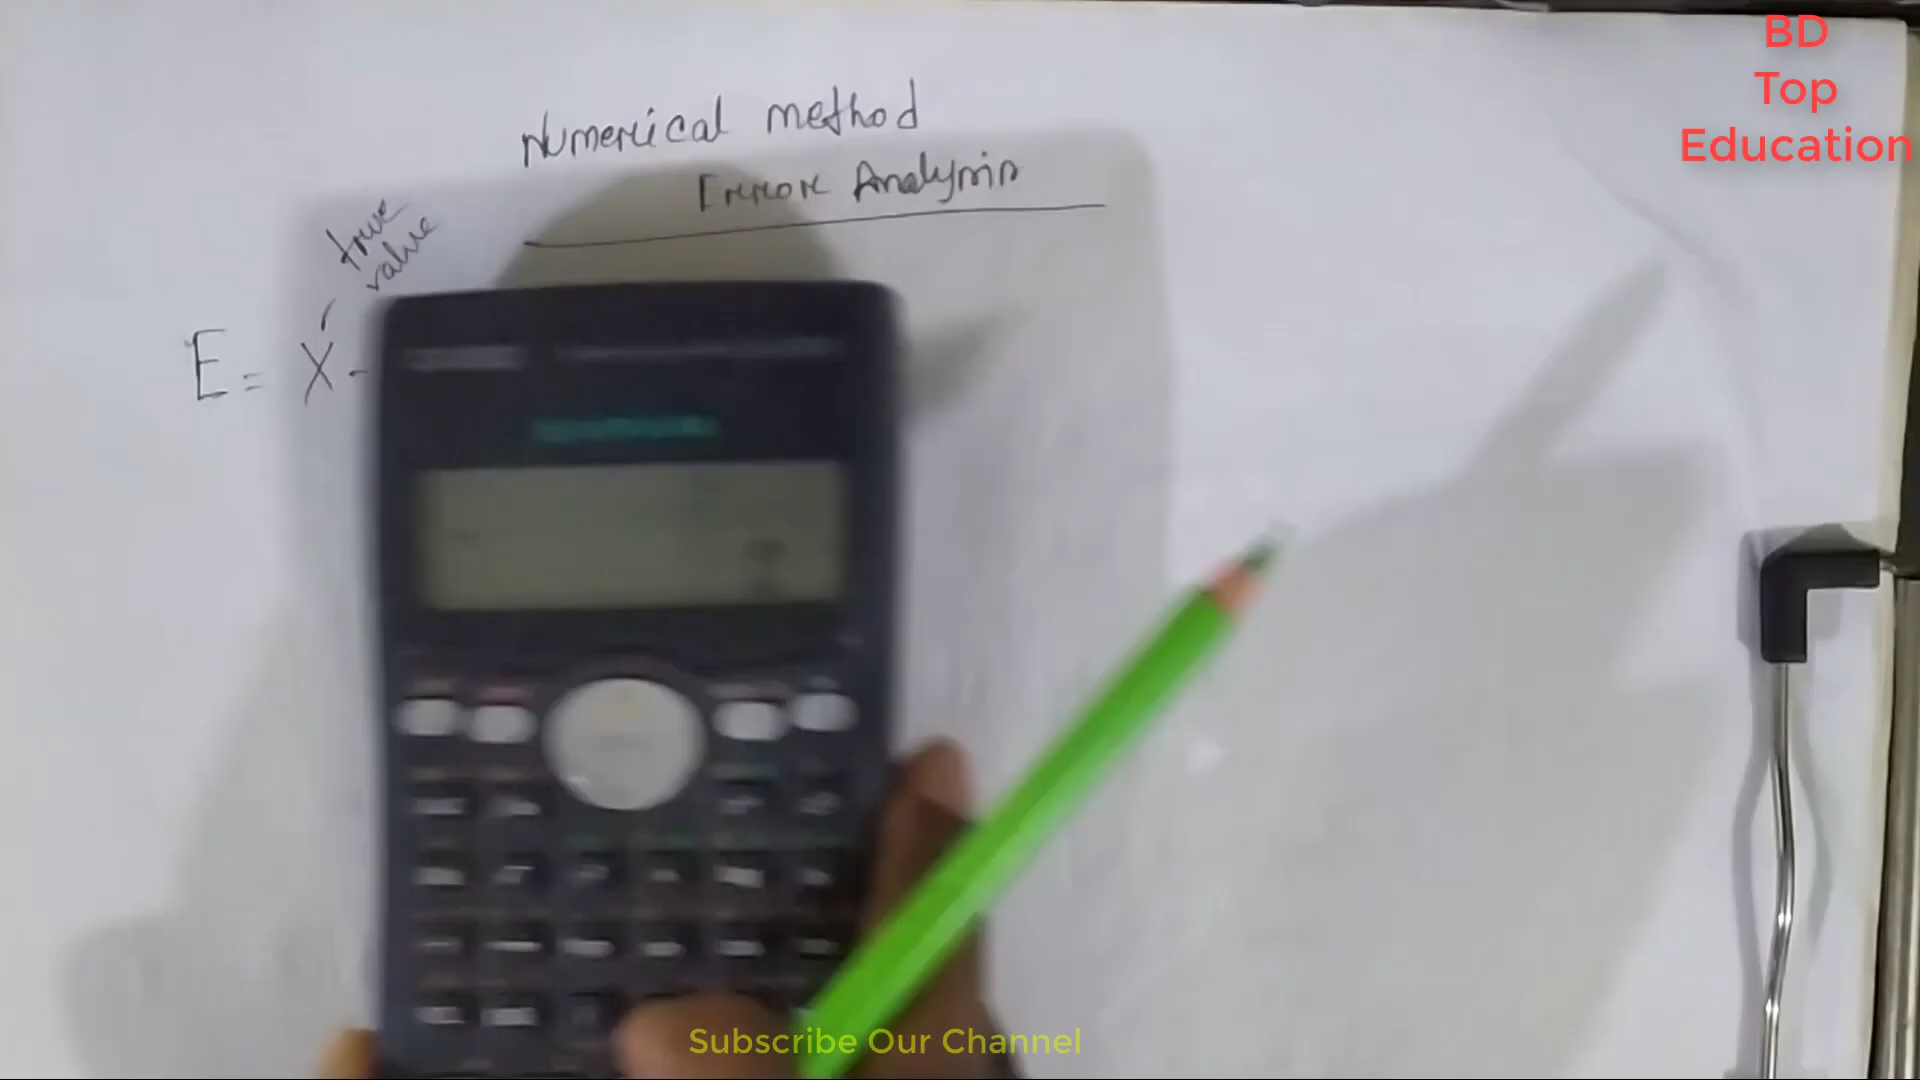 BD
Top
Education
Numerical method
Error Analysis
true
value
E = X -
Subscribe Our Channel